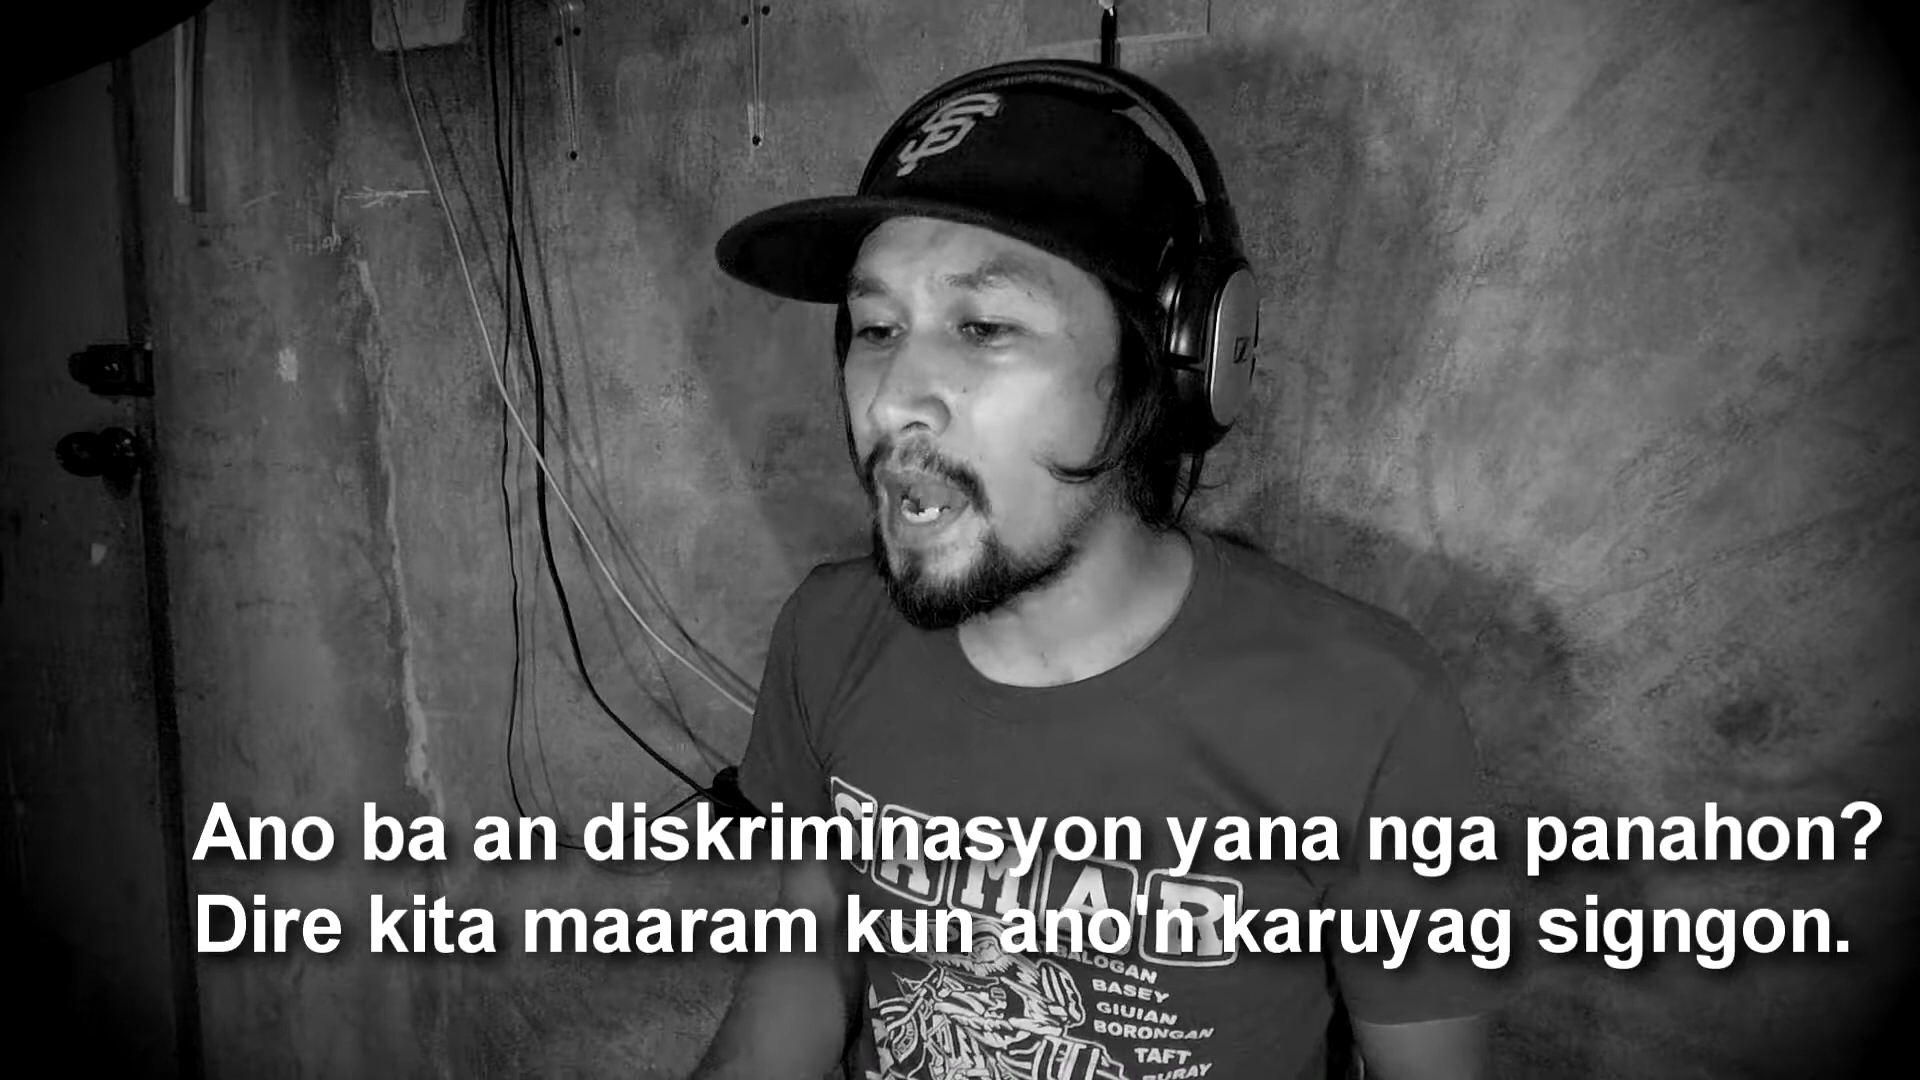 SF
Ano ba an diskriminasyon yana nga panahon?
SAMAR
Dire kita maaram kun ano'n karuyag signgon.
BASEY
GIUIAN
BORONGAN
TAFT